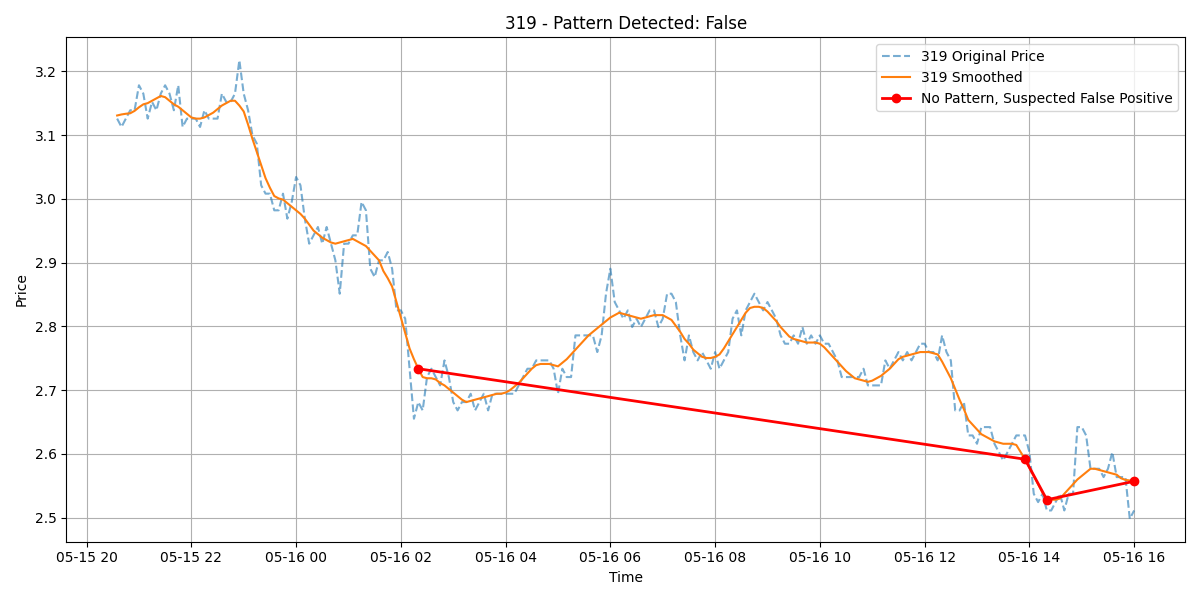 319 - Pattern Detected: False
319 Original Price
319 Smoothed
No Pattern, Suspected False Positive
Price
3.2
3.1
3.0
2.9
2.8
2.7
2.6
2.5
05-15 20 05-15 22 05-16 00 05-16 02 05-16 04 05-16 06 05-16 08 05-16 10 05-16 12 05-16 14 05-16 16
Time